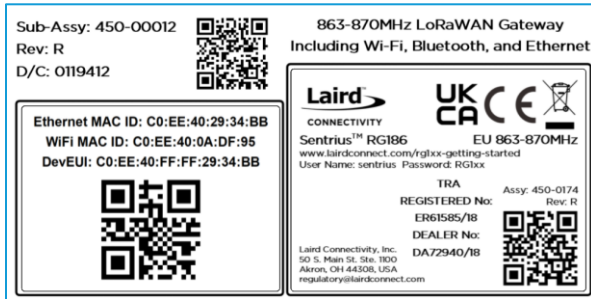 Sub-Assy: 450-00012
Rev: R
D/C: 0119412
Ethernet MAC ID: C0:EE:40:29:34:BB
WiFi MAC ID: C0:EE:40:0A:DF:95
DevEUI: C0:EE:40:FF:FF:29:34:BB
863-870MHz LoRaWAN Gateway
Including Wi-Fi, Bluetooth, and Ethernet
Laird
CONNECTIVITY
UK
CA CE
Sentrius™ RG186 EU 863-870MHz
www.lairdconnect.com/rg1xx-getting-started
User Name: sentrius Password: RG1xx
TRA
REGISTERED No:
ER61585/18
DEALER No:
DA72940/18
Assy: 450-0174
Rev: R
Laird Connectivity, Inc.
50 S. Main St. Ste. 1100
Akron, OH 44308, USA
regulatory@lairdconnect.com